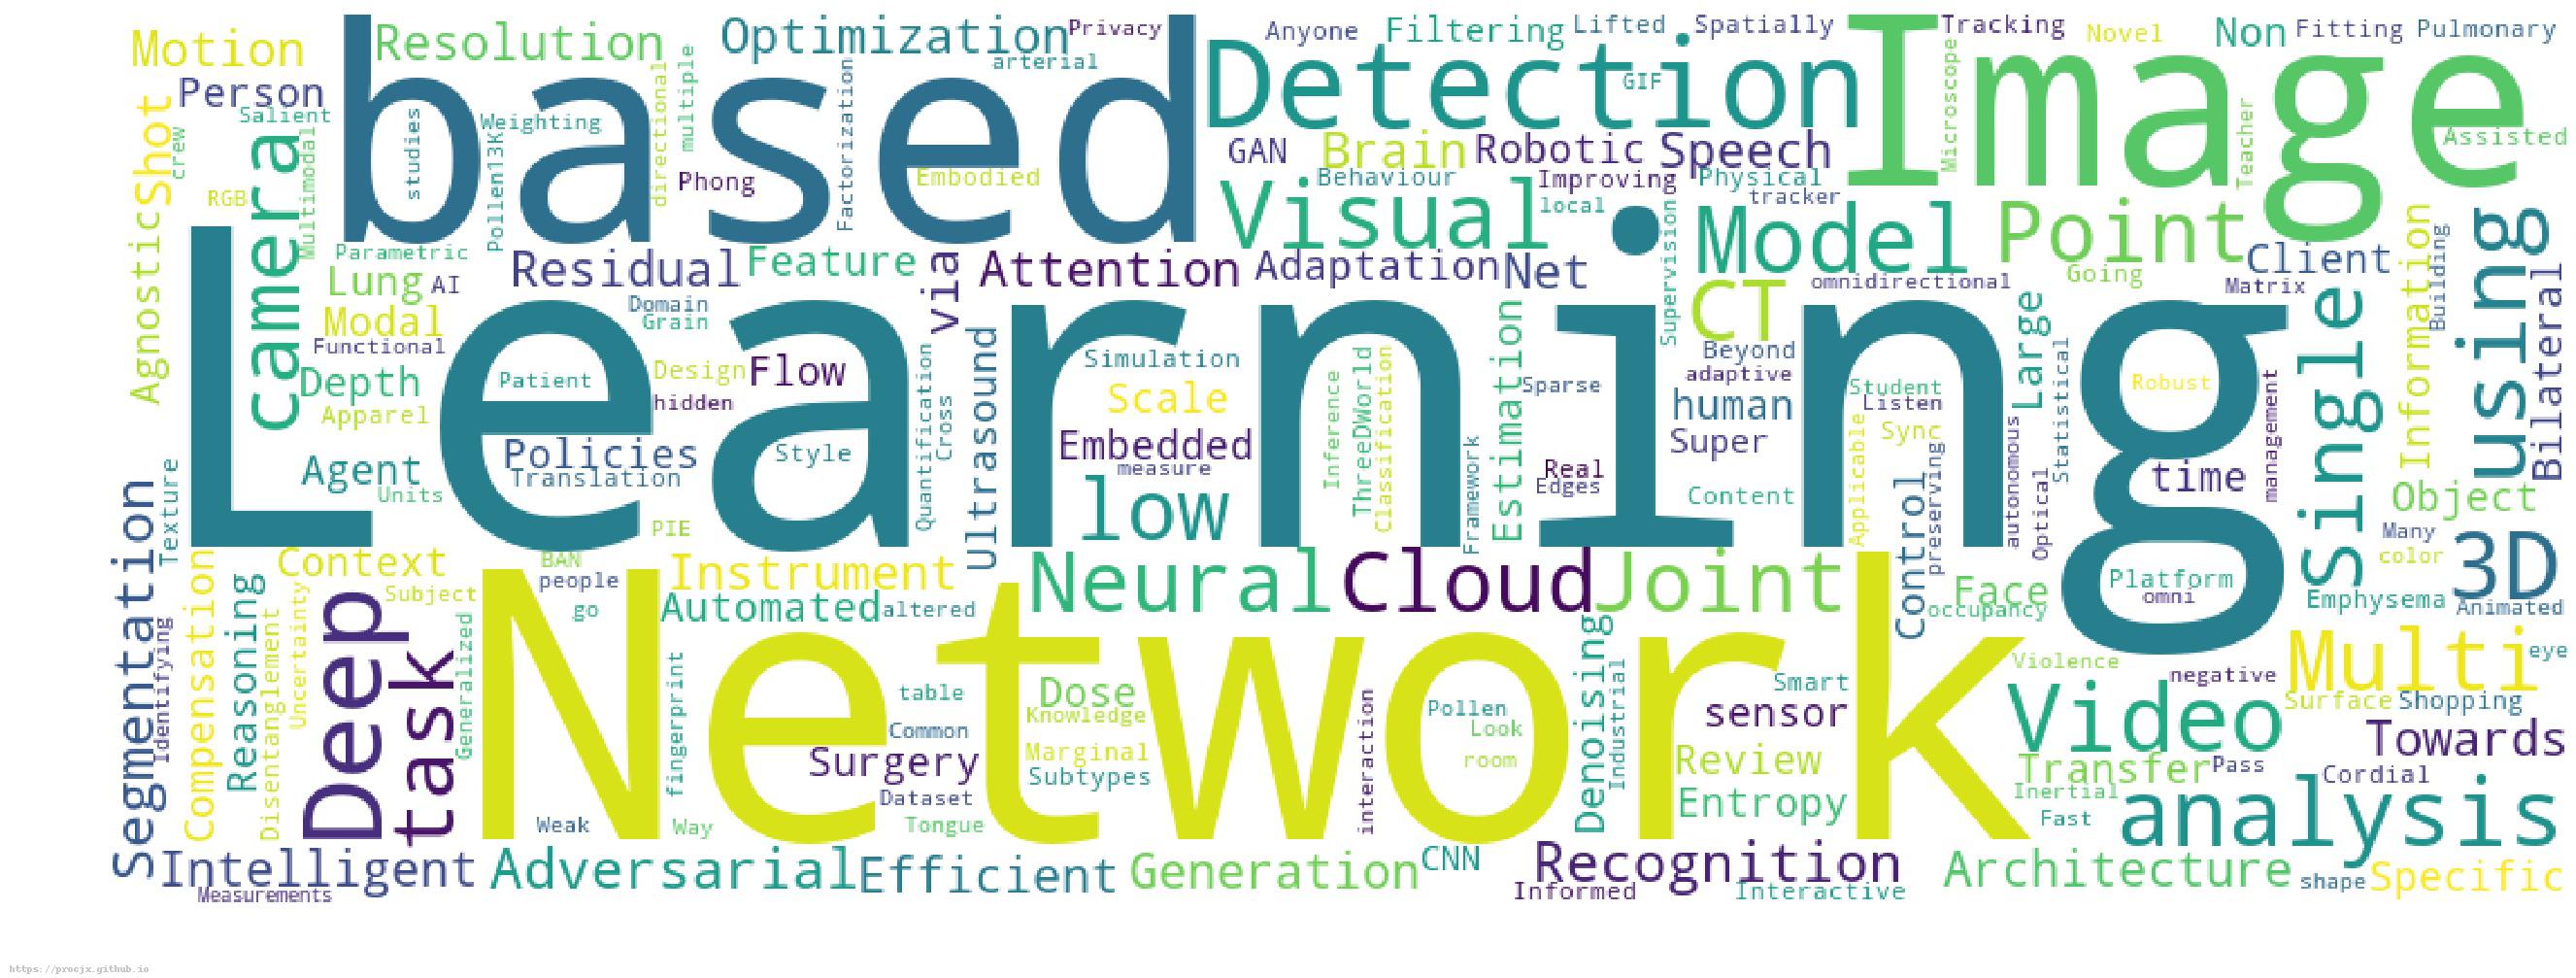 Motion
Resolution
Optimization
Privacy
Anyone
Filtering
Lifted
Spatially
Tracking
Novel
Non
Fitting
Pulmonary
Person
based
arterial
Detection
GIF
Image
Salient
Shot
crew
camera
Multimodal
studies
Weighting
Pollen13K
directional
multiple
Phong
Factorization
Embodied
GAN
Brain
Robotic
Speech
Microscope
Teacher
Assisted
Behaviour
Improving
Physical
RGB
Visual
local
tracker
Agnostic
Parametric
Residual
Feature
via
Attention
Adaptation
Net
Supervision
Model
Point
Client
Information
Building
using
Bilateral
Lung
AI
Domain
Going
omnidirectional
Matrix
Modal
Grain
CT
Large
Single
Functional
Learning
Depth
Patient
Design
Flow
Simulation
Beyond
adaptive
Student
Robust
Apparel
hidden
Quantification
Cross
Ultrasound
Scale
Inference
ThreeDWorld
Classification
Estimation
Sparse
human
Listen
Statistical
management
Agent
Policies
Style
Embedded
Super
Sync
Units
Translation
measure
Framework
Real
Edges
Content
Applicable
Control
preserving
autonomous
Optical
time
Object
Segmentation
Texture
PIE
low
Many
color
3D
Context
BAN
people
Instrument
Neural
Cloud
Joint
Face
Platform
omni
Emphysema
Animated
Compensation
Reasoning
Subject
go
Automated
altered
occupancy
Identifying
Disentanglement
Uncertainty
Deep
task
Generalized
Network
fingerprint
table
Dose
Knowledge
interaction
Pollen
Denoising
Industrial
Smart
Violence
negative
Multi
eye
Common
Look
sensor
Video
Surface
Shopping
Surgery
Marginal
room
Review
Towards
Subtypes
Transfer
Pass
Cordial
Dataset
Entropy
Inertial
analysis
Weak
Way
Tongue
Fast
Intelligent
Adversarial
Efficient
Generation
CNN
Recognition
Architecture
shape
Specific
Measurements
Informed
Interactive
https://procjx.github.io